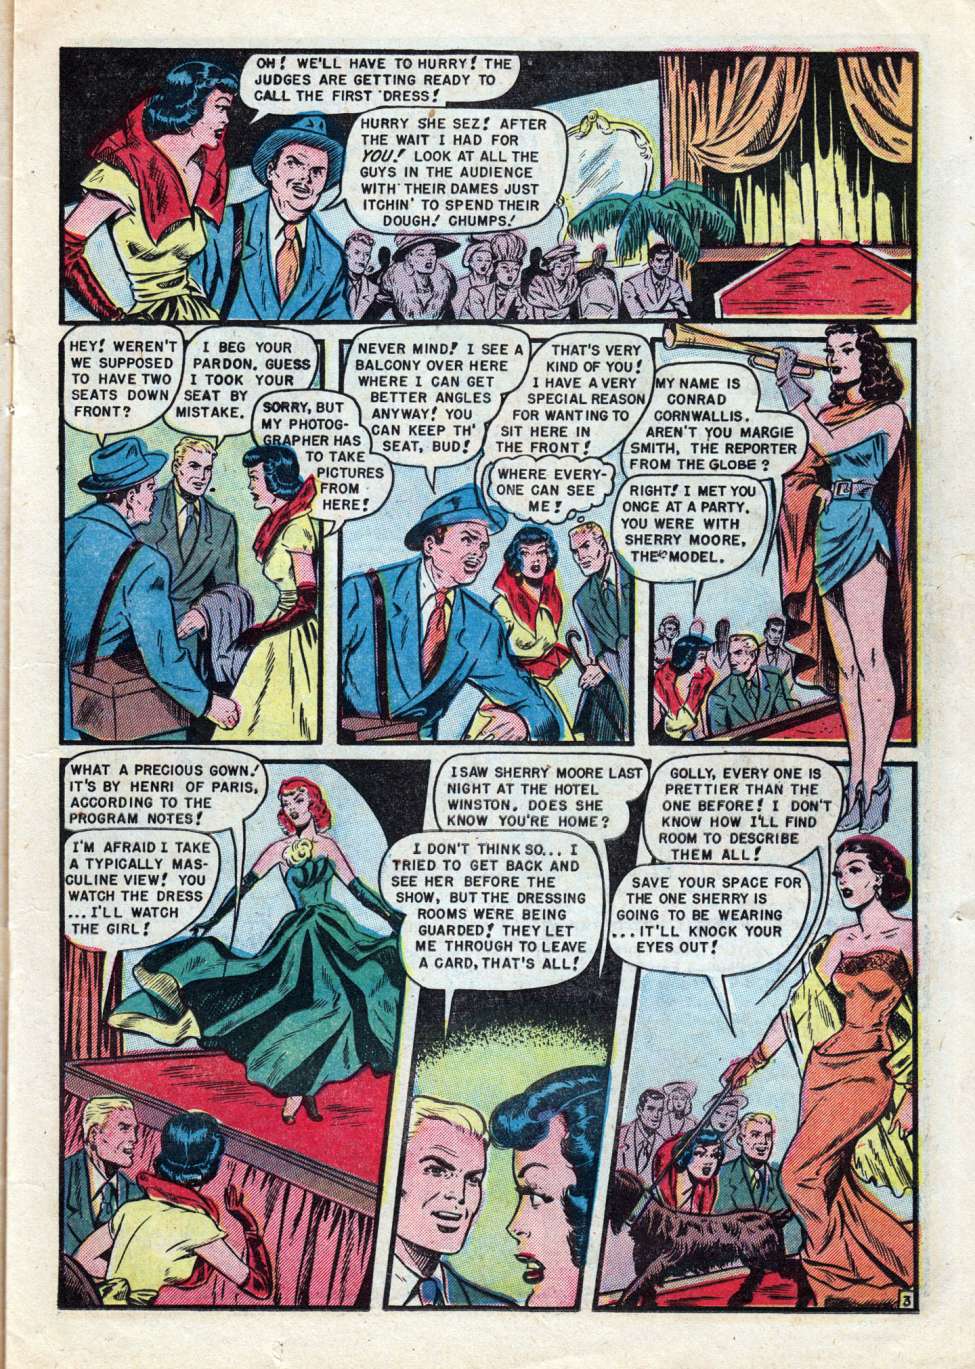 OH! WE'LL HAVE TO HURRY! THE
JUDGES ARE GETTING READY TO
CALL THE FIRST DRESS!
HURRY SHE SEZ! AFTER
THE WAIT I HAD FOR
YOU! LOOK AT ALL THE
GUYS IN THE AUDIENCE
WITH THEIR DAMES JUST
ITCHIN' TO SPEND THEIR
DOUGH! CHUMPS!
HEY! WEREN'T
WE SUPPOSED
TO HAVE TWO
SEATS DOWN
FRONT?
I BEG YOUR
PARDON. GUESS
I TOOK YOUR
SEAT BY
MISTAKE.
SORRY, BUT
MY PHOTOG-
GRAPHER HAS
TO TAKE
PICTURES
FROM
HERE!
NEVER MIND! I SEE A
BALCONY OVER HERE
WHERE I CAN GET
BETTER ANGLES
ANYWAY! YOU
CAN KEEP TH'
SEAT, BUD!
THAT'S VERY
KIND OF YOU!
I HAVE A VERY
SPECIAL REASON
FOR WANTING TO
SIT HERE IN
THE FRONT!
WHERE EVERY-
ONE CAN SEE
ME!
MY NAME IS
CONRAD
CORNWALLIS.
AREN'T YOU MARGIE
SMITH, THE REPORTER
FROM THE GLOBE?
RIGHT! I MET YOU
ONCE AT A PARTY.
YOU WERE WITH
SHERRY MOORE,
THE MODEL.
WHAT A PRECIOUS GOWN!
IT'S BY HENRI OF PARIS,
ACCORDING TO THE
PROGRAM NOTES!
I'M AFRAID I TAKE
A TYPICALLY MAS-
CULINE VIEW! YOU
WATCH THE DRESS
...I'LL WATCH
THE GIRL!
I SAW SHERRY MOORE LAST
NIGHT AT THE HOTEL
WINSTON. DOES SHE
KNOW YOU'RE HOME?
I DON'T THINK SO... I
TRIED TO GET BACK AND
SEE HER BEFORE THE
SHOW, BUT THE DRESSING
ROOMS WERE BEING
GUARDED! THEY LET
ME THROUGH TO LEAVE
A CARD, THAT'S ALL!
GOLLY, EVERY ONE IS
PRETTIER THAN THE
ONE BEFORE! I DON'T
KNOW HOW I'LL FIND
ROOM TO DESCRIBE
THEM ALL!
SAVE YOUR SPACE FOR
THE ONE SHERRY IS
GOING TO BE WEARING
...IT'LL KNOCK YOUR
EYES OUT!
3